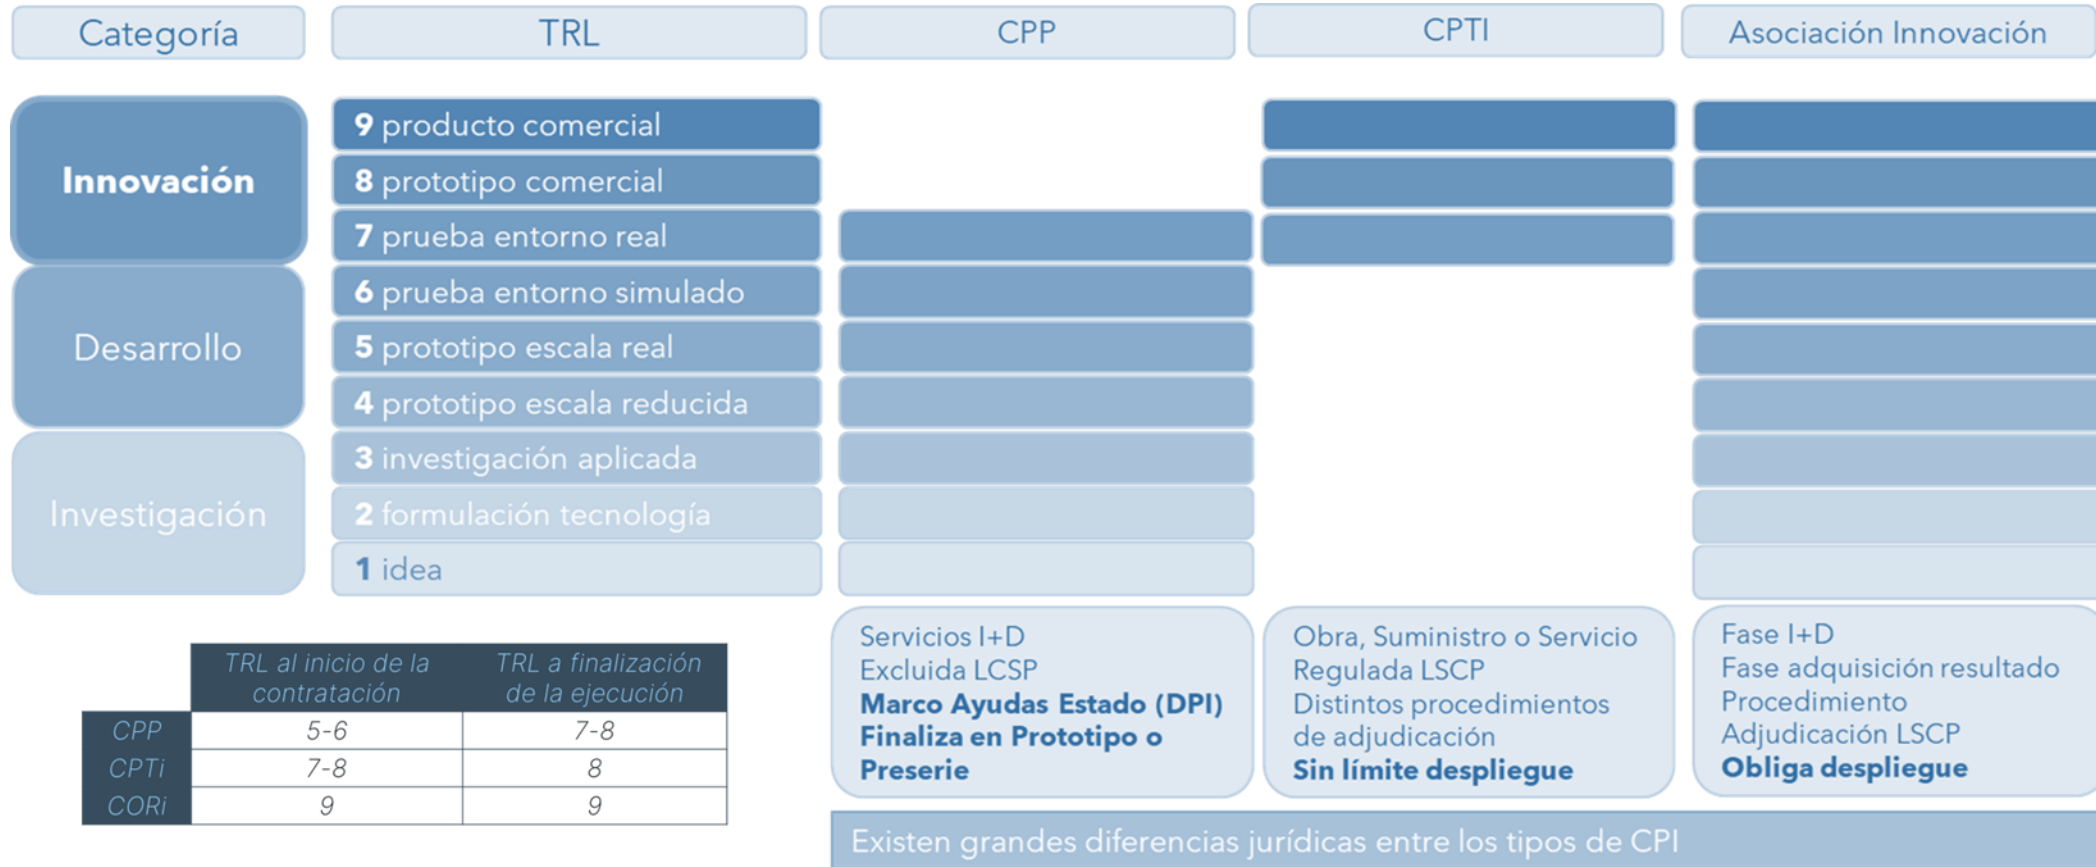 Categoría
TRL
CPP
CPTI
Asociación Innovación
Innovación
Desarrollo
Investigación
9 producto comercial
8 prototipo comercial
7 prueba entorno real
6 prueba entorno simulado
5 prototipo escala real
4 prototipo escala reducida
3 investigación aplicada
2 formulación tecnología
1 idea
Servicios I+D
Excluida LCSP
Marco Ayudas Estado (DPI)
Finaliza en Prototipo o
Preserie
Obra, Suministro o Servicio
Regulada LSCP
Distintos procedimientos
de adjudicación
Sin límite despliegue
Fase I+D
Fase adquisición resultado
Procedimiento
Adjudicación LSCP
Obliga despliegue
TRL al inicio de la
contratación
TRL a finalización
de la ejecución
CPP 5-6 7-8
CPTi 7-8 8
CORi 9 9
Existen grandes diferencias jurídicas entre los tipos de CPI